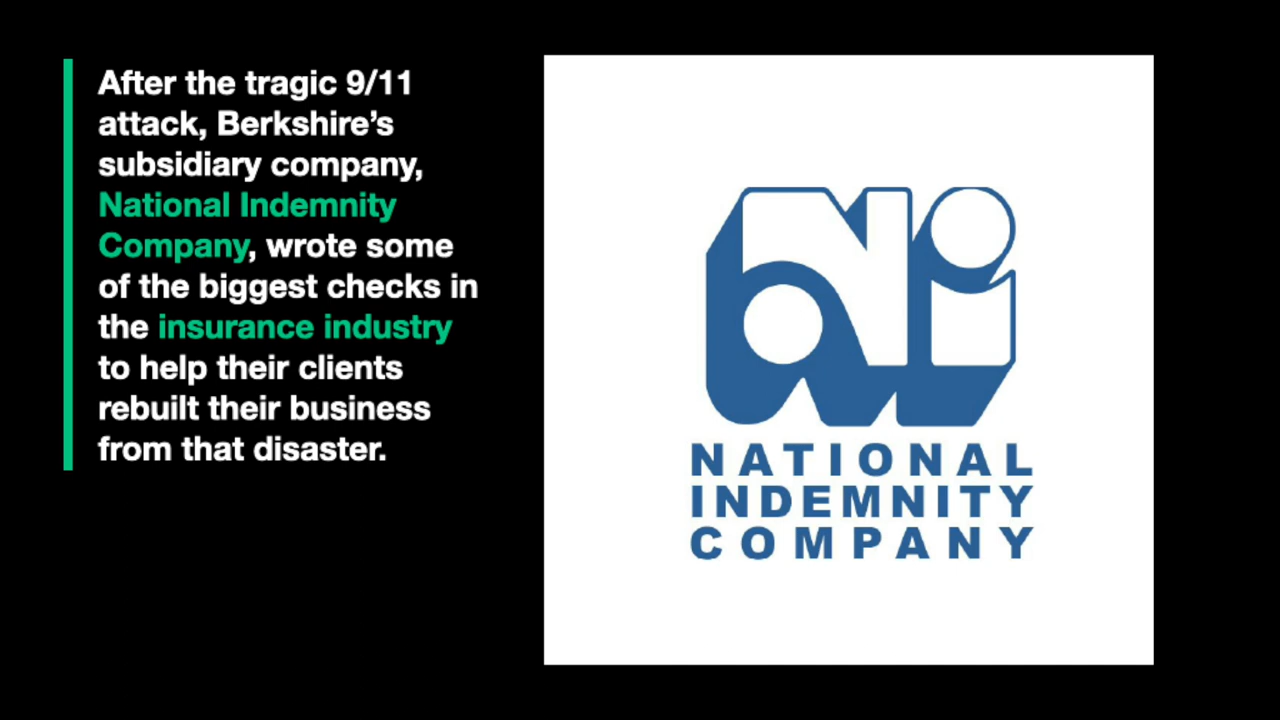 After the tragic 9/11
attack, Berkshire’s
subsidiary company,
National Indemnity
Company, wrote some
of the biggest checks in
the insurance industry
to help their clients
rebuilt their business
from that disaster.
ni
NATIONAL
INDEMNITY
COMPANY